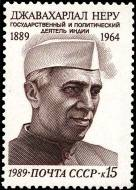 ДЖАВАХАРЛАЛ НЕРУ
ГОСУДАРСТВЕННЫЙ И ПОЛИТИЧЕСКИЙ
ДЕЯТЕЛЬ ИНДИИ
1889 1964
1989·ПОЧТА СССР·К15